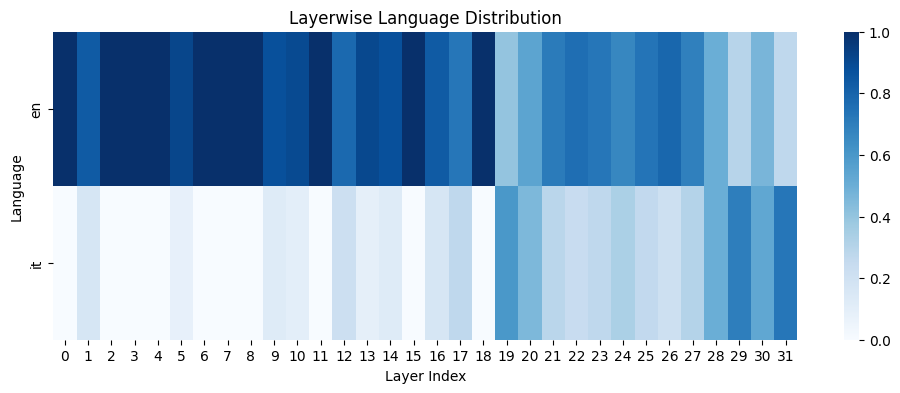 Layerwise Language Distribution
Language
en
it
0 1 2 3 4 5 6 7 8 9 10 11 12 13 14 15 16 17 18 19 20 21 22 23 24 25 26 27 28 29 30 31
Layer Index
1.0
0.8
0.6
0.4
0.2
0.0